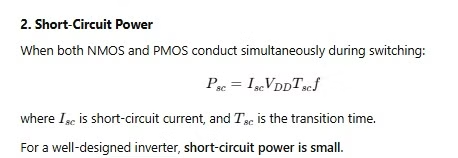 2. Short-Circuit Power
When both NMOS and PMOS conduct simultaneously during switching:
P_{sc} = I_{sc}V_{DD}T_{sc}f
where I_{sc} is short-circuit current, and T_{sc} is the transition time.
For a well-designed inverter, short-circuit power is small.